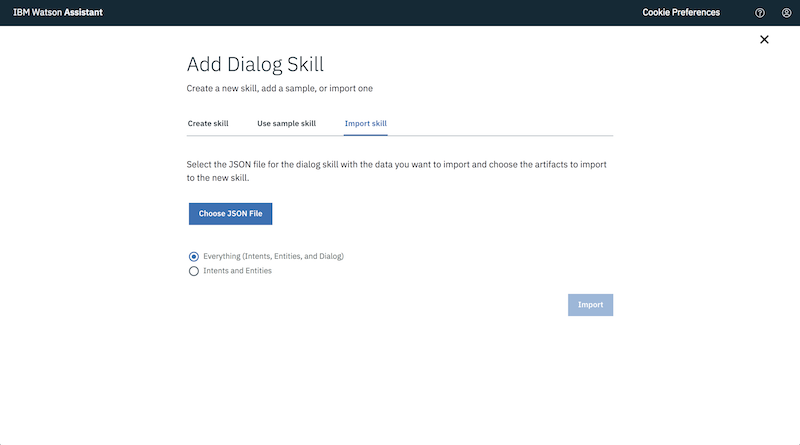 IBM Watson Assistant Cookie Preferences
Add Dialog Skill
Create a new skill, add a sample, or import one
Create skill Use sample skill Import skill
Select the JSON file for the dialog skill with the data you want to import and choose the artifacts to import
to the new skill.
Choose JSON File
Everything (Intents, Entities, and Dialog)
Intents and Entities
Import